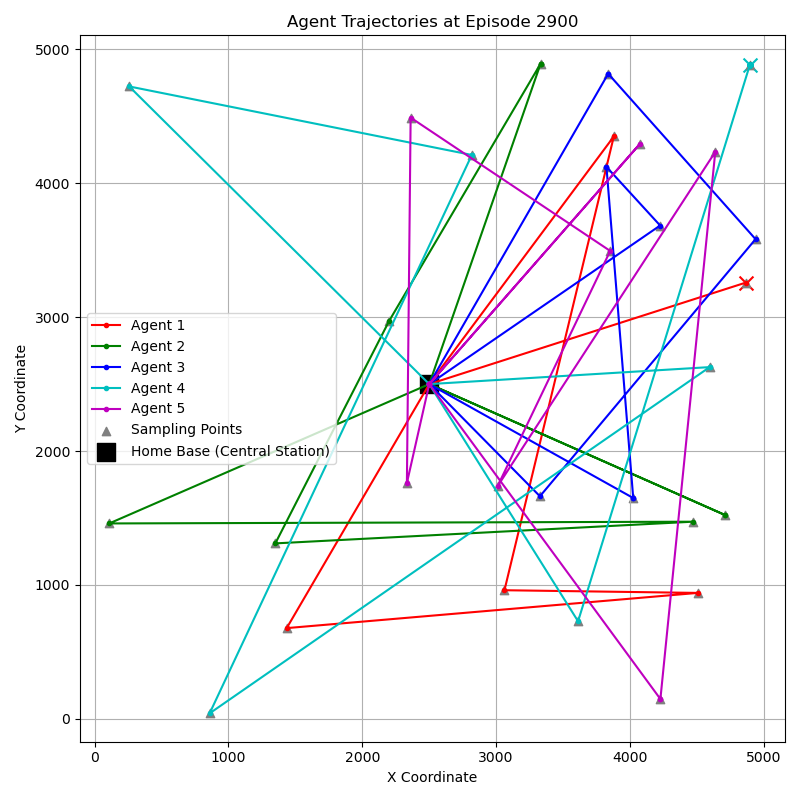 Agent Trajectories at Episode 2900
5000
4000
3000
2000
1000
0
Y Coordinate
Agent 1
Agent 2
Agent 3
Agent 4
Agent 5
Sampling Points
Home Base (Central Station)
0 1000 2000 3000 4000 5000
X Coordinate